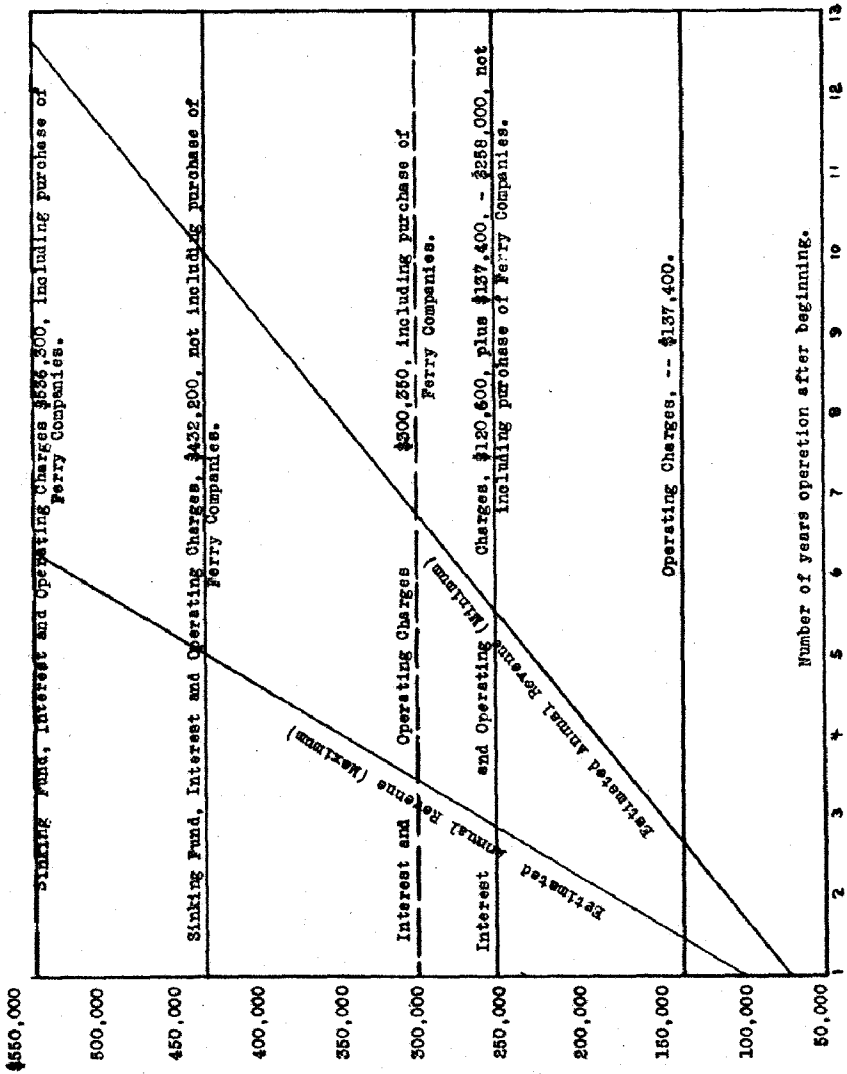 $550,000
500,000
450,000
400,000
350,000
300,000
250,000
200,000
150,000
100,000
50,000
Sinking Fund, Interest and Operating Charges $536,300, including purchase of
Ferry Companies.
Sinking Fund, Interest and Operating Charges, $432,200, not including purchase of
Ferry Companies.
Interest and Operating Charges $300,350, including purchase of
Ferry Companies.
Interest and Operating Charges, $120,600, plus $137,400, - $258,000, not
including purchase of Ferry Companies.
Operating Charges, -- $137,400.
Estimated Annual Revenue (Maximum)
Estimated Annual Revenue (Minimum)
Number of years operetion after beginning.
1 2 3 4 5 6 7 8 9 10 11 12 13